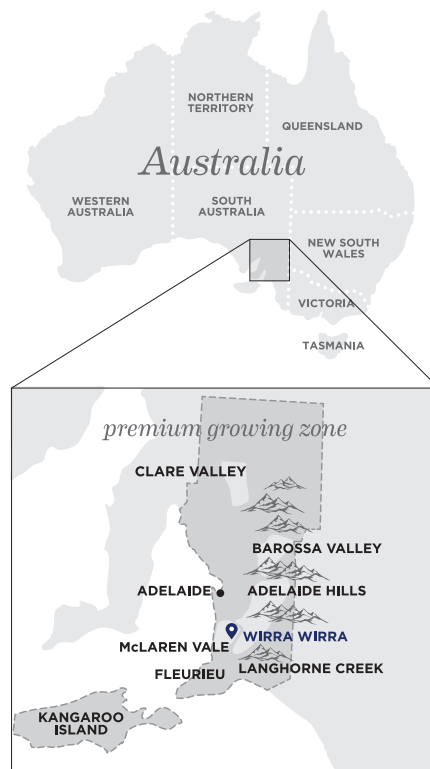 NORTHERN
TERRITORY
QUEENSLAND
Australia
WESTERN
AUSTRALIA
SOUTH
AUSTRALIA
NEW SOUTH
WALES
VICTORIA
TASMANIA
premium growing zone
CLARE VALLEY
BAROSSA VALLEY
ADELAIDE
ADELAIDE HILLS
WIRRA WIRRA
McLAREN VALE
LANGHORNE CREEK
FLEURIEU
KANGAROO
ISLAND